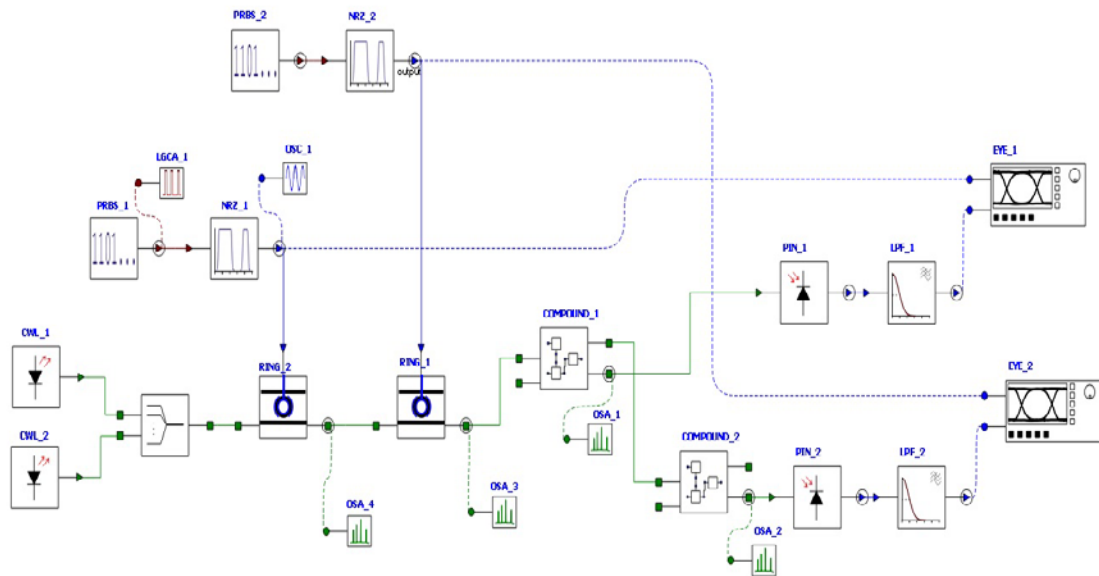 PRBS_2
NRZ_2
output
LGCA_1
OSC_1
EYE_1
PRBS_1
NRZ_1
PIN_1
LPF_1
COMPOUND_1
CWL_1
RING_2
RING_1
EYE_2
OSA_1
CWL_2
COMPOUND_2
PIN_2
LPF_2
OSA_4
OSA_3
OSA_2